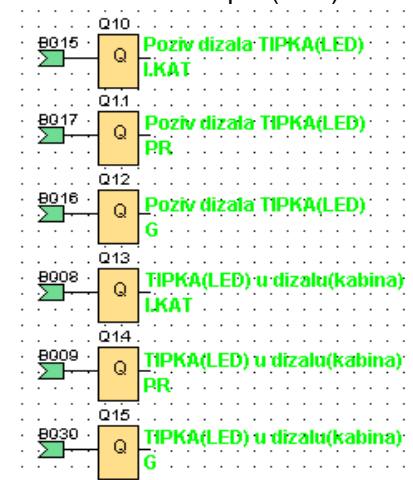 Q10
B015
Q
Poziv dizala TIPKA(LED)
I.KAT
Q11
B017
Q
Poziv dizala TIPKA(LED)
PR
Q12
B016
Q
Poziv dizala TIPKA(LED)
G
Q13
B008
Q
TIPKA(LED) u dizalu(kabina)
I.KAT
Q14
B009
Q
TIPKA(LED) u dizalu(kabina)
PR
Q15
B030
Q
TIPKA(LED) u dizalu(kabina)
G